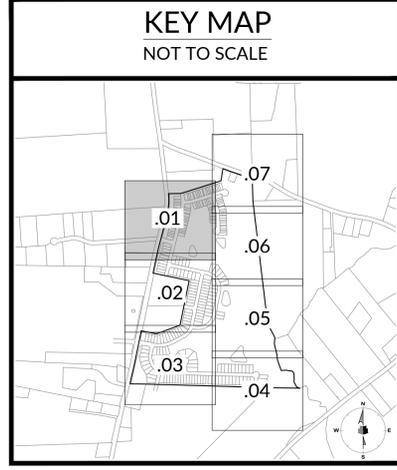 KEY MAP
NOT TO SCALE
.07
.01
.06
.02
.05
.03
.04
N
W E
S